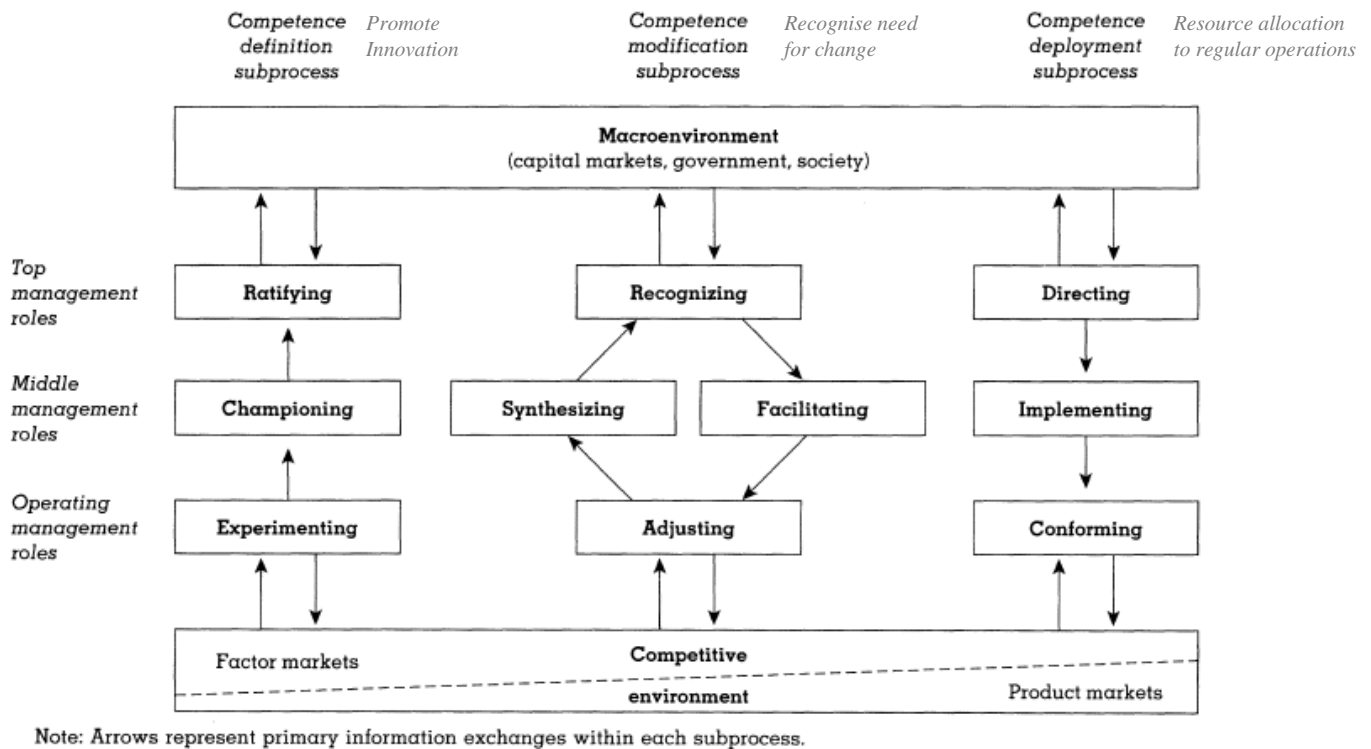 Competence
definition
subprocess
Promote
Innovation
Competence
modification
subprocess
Recognise need
for change
Competence
deployment
subprocess
Resource allocation
to regular operations
Macroenvironment
(capital markets, government, society)
Top
management
roles
Ratifying
Recognizing
Directing
Middle
management
roles
Championing
Synthesizing
Facilitating
Implementing
Operating
management
roles
Experimenting
Adjusting
Conforming
Factor markets
Competitive
environment
Product markets
Note: Arrows represent primary information exchanges within each subprocess.